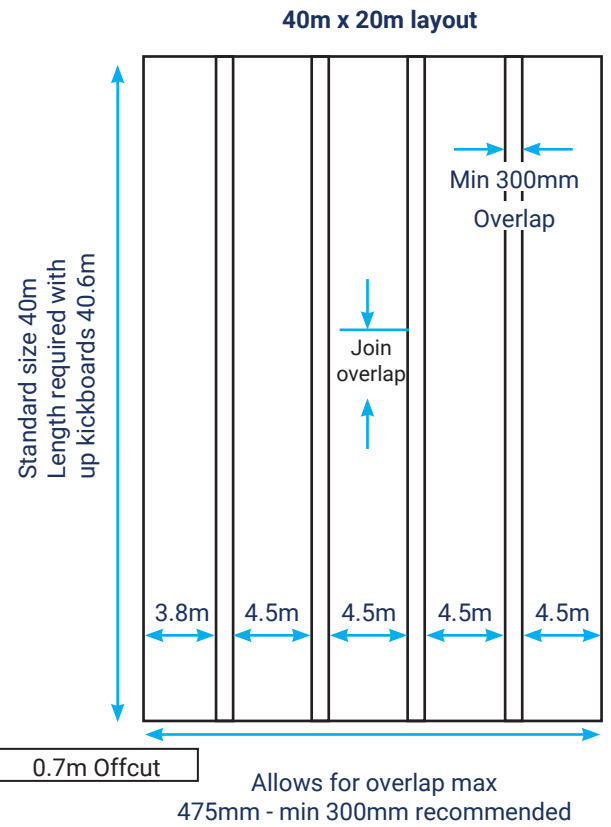 40m x 20m layout
Min 300mm
Overlap
Standard size 40m
Length required with
up kickboards 40.6m
Join
overlap
3.8m
4.5m
4.5m
4.5m
4.5m
0.7m Offcut
Allows for overlap max
475mm - min 300mm recommended